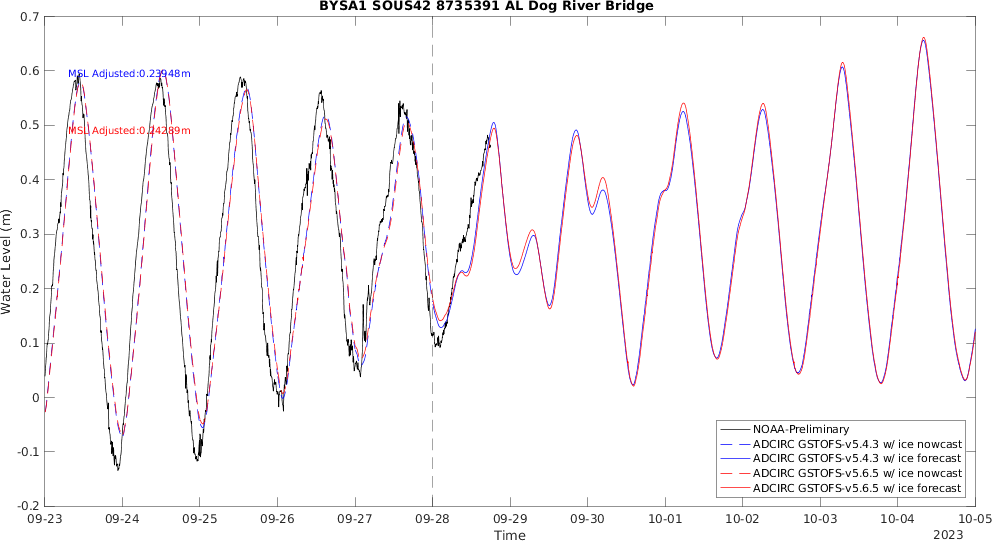 BYSA1 SOUS42 8735391 AL Dog River Bridge
0.7
0.6
0.5
0.4
0.3
0.2
0.1
0
-0.1
-0.2
Water Level (m)
MSL Adjusted:0.23948m
MSL Adjusted:0.24289m
NOAA-Preliminary
ADCIRC GSTOFS-v5.4.3 w/ ice nowcast
ADCIRC GSTOFS-v5.4.3 w/ ice forecast
ADCIRC GSTOFS-v5.6.5 w/ ice nowcast
ADCIRC GSTOFS-v5.6.5 w/ ice forecast
09-23 09-24 09-25 09-26 09-27 09-28 09-29 09-30 10-01 10-02 10-03 10-04 10-05
Time
2023